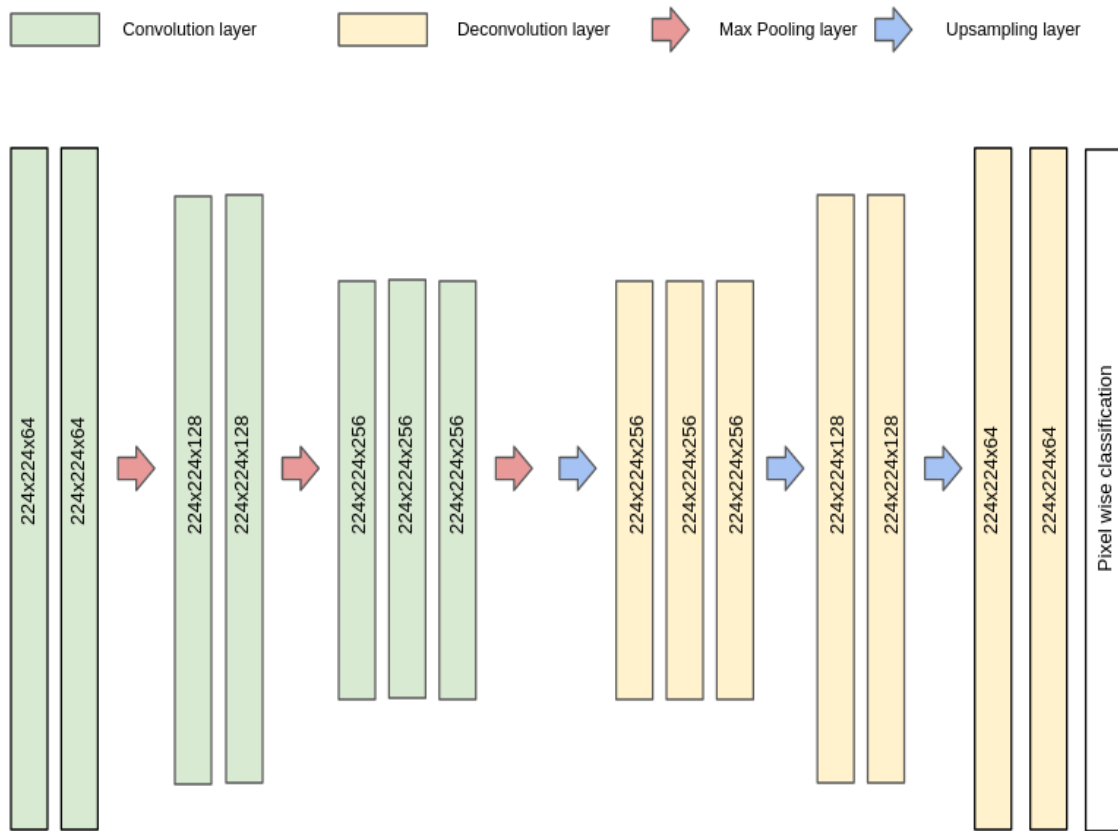 Convolution layer
Deconvolution layer
Max Pooling layer
Upsampling layer
224x224x64
224x224x64
224x224x128
224x224x128
224x224x256
224x224x256
224x224x256
224x224x256
224x224x256
224x224x256
224x224x128
224x224x128
224x224x64
224x224x64
Pixel wise classification